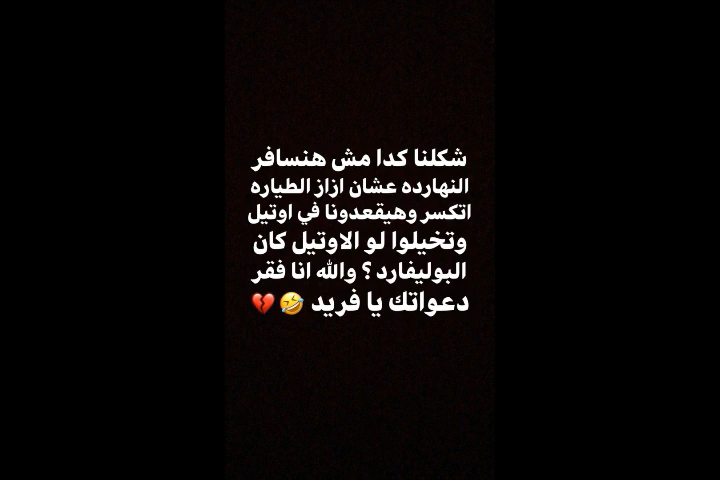 شكلنا كدا مش هنسافر
النهارده عشان ازاز الطياره
اتكسر وهيقعدونا في اوتيل
وتخيلوا لو الاوتيل كان
البوليفارد ؟ والله انا فقر
دعواتك يا فريد 🤣 💔